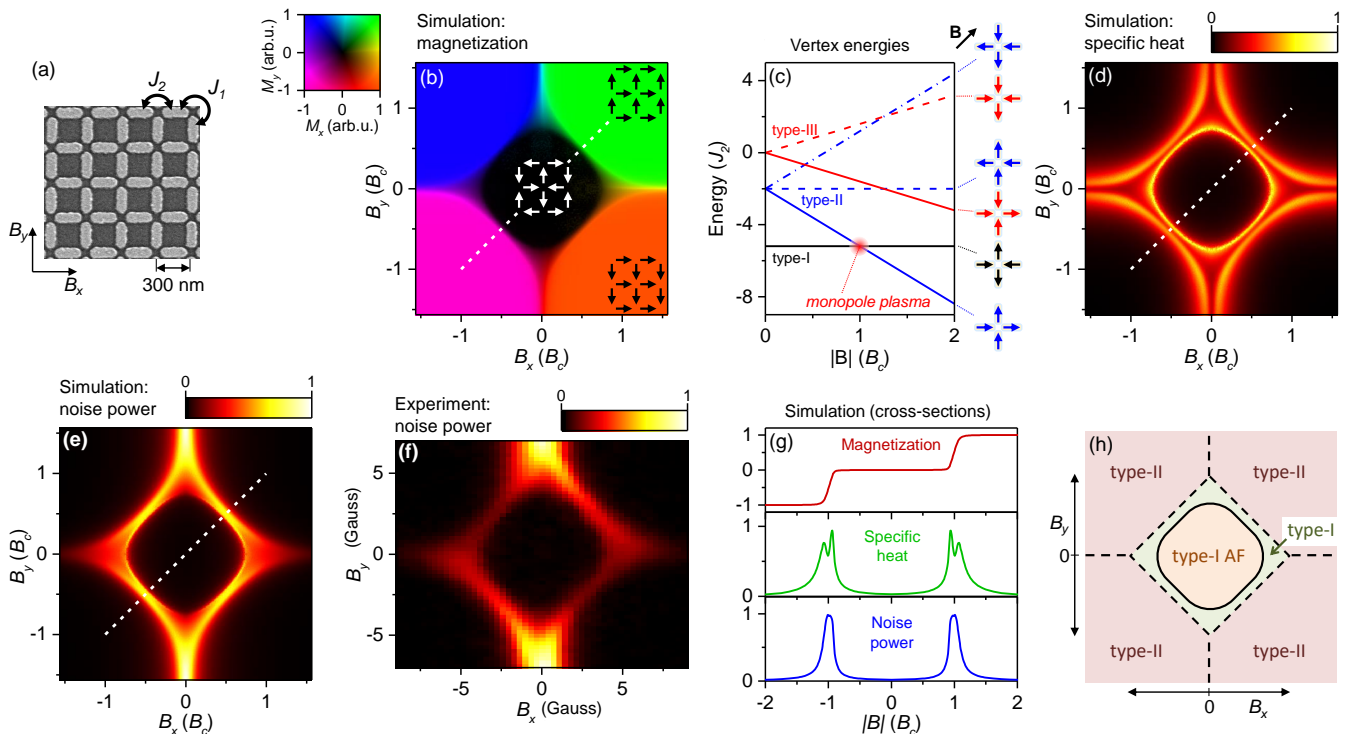 (a)
J2
J1
By
Bx
300 nm
1
0
-1
My (arb.u.)
-1 0 1
Mx (arb.u.)
Simulation:
magnetization
(b)
1
0
-1
By (Bc)
-1 0 1
Bx (Bc)
Vertex energies
B
(c)
0
-2
-4
-6
-8
Energy (J2)
type-III
type-II
type-I
monopole plasma
0 1 2
|B| (Bc)
Simulation:
specific heat
0 1
(d)
1
0
-1
By (Bc)
-1 0 1
Bx (Bc)
Simulation:
noise power
0 1
(e)
1
0
-1
By (Bc)
-1 0 1
Bx (Bc)
Experiment:
noise power
0 1
(f)
5
0
-5
By (Gauss)
-5 0 5
Bx (Gauss)
Simulation (cross-sections)
(g)
Magnetization
1
0
-1
Specific
heat
1
0
Noise
power
1
0
-2 -1 0 1 2
|B| (Bc)
(h)
type-II
type-II
type-I
type-I AF
type-II
type-II
By
0
0
Bx